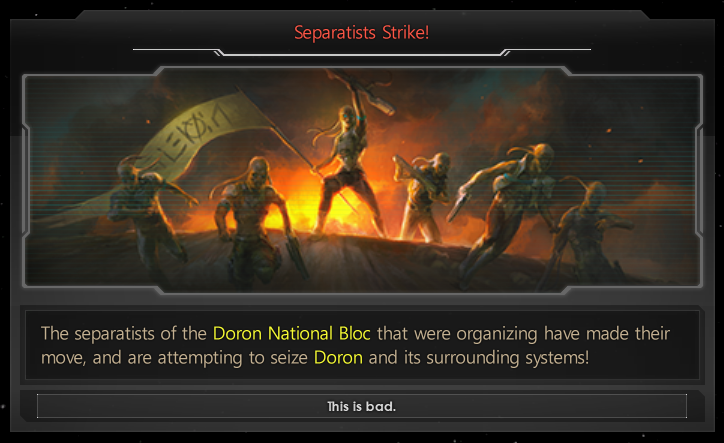 Separatists Strike!
The separatists of the Doron National Bloc that were organizing have made their
move, and are attempting to seize Doron and its surrounding systems!
This is bad.